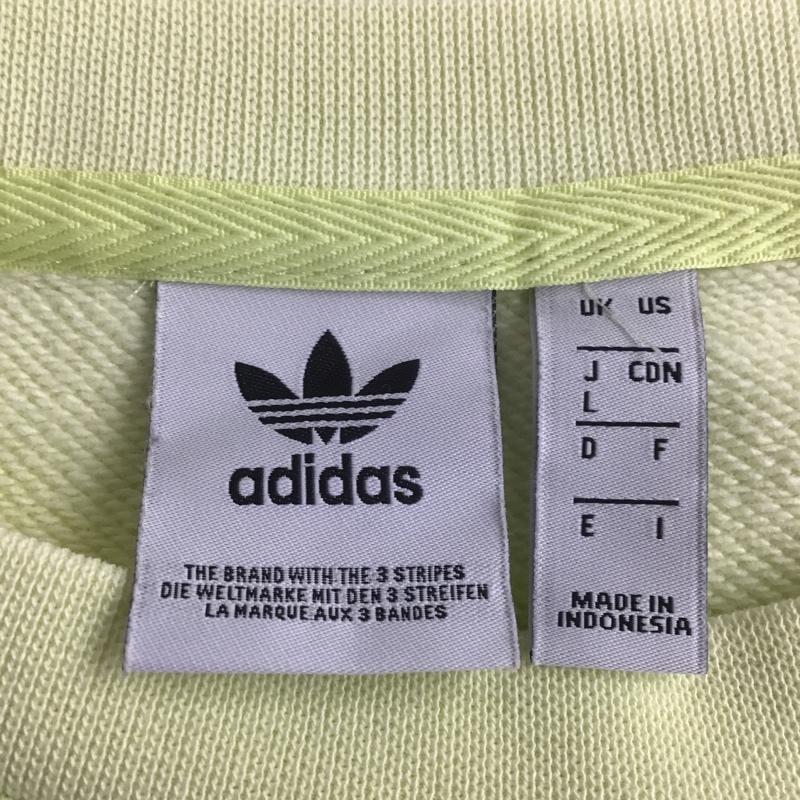 adidas
THE BRAND WITH THE 3 STRIPES
DIE WELTMARKE MIT DEN 3 STREIFEN
LA MARQUE AUX 3 BANDES
UK US
J CDN
L
D F
E I
MADE IN
INDONESIA